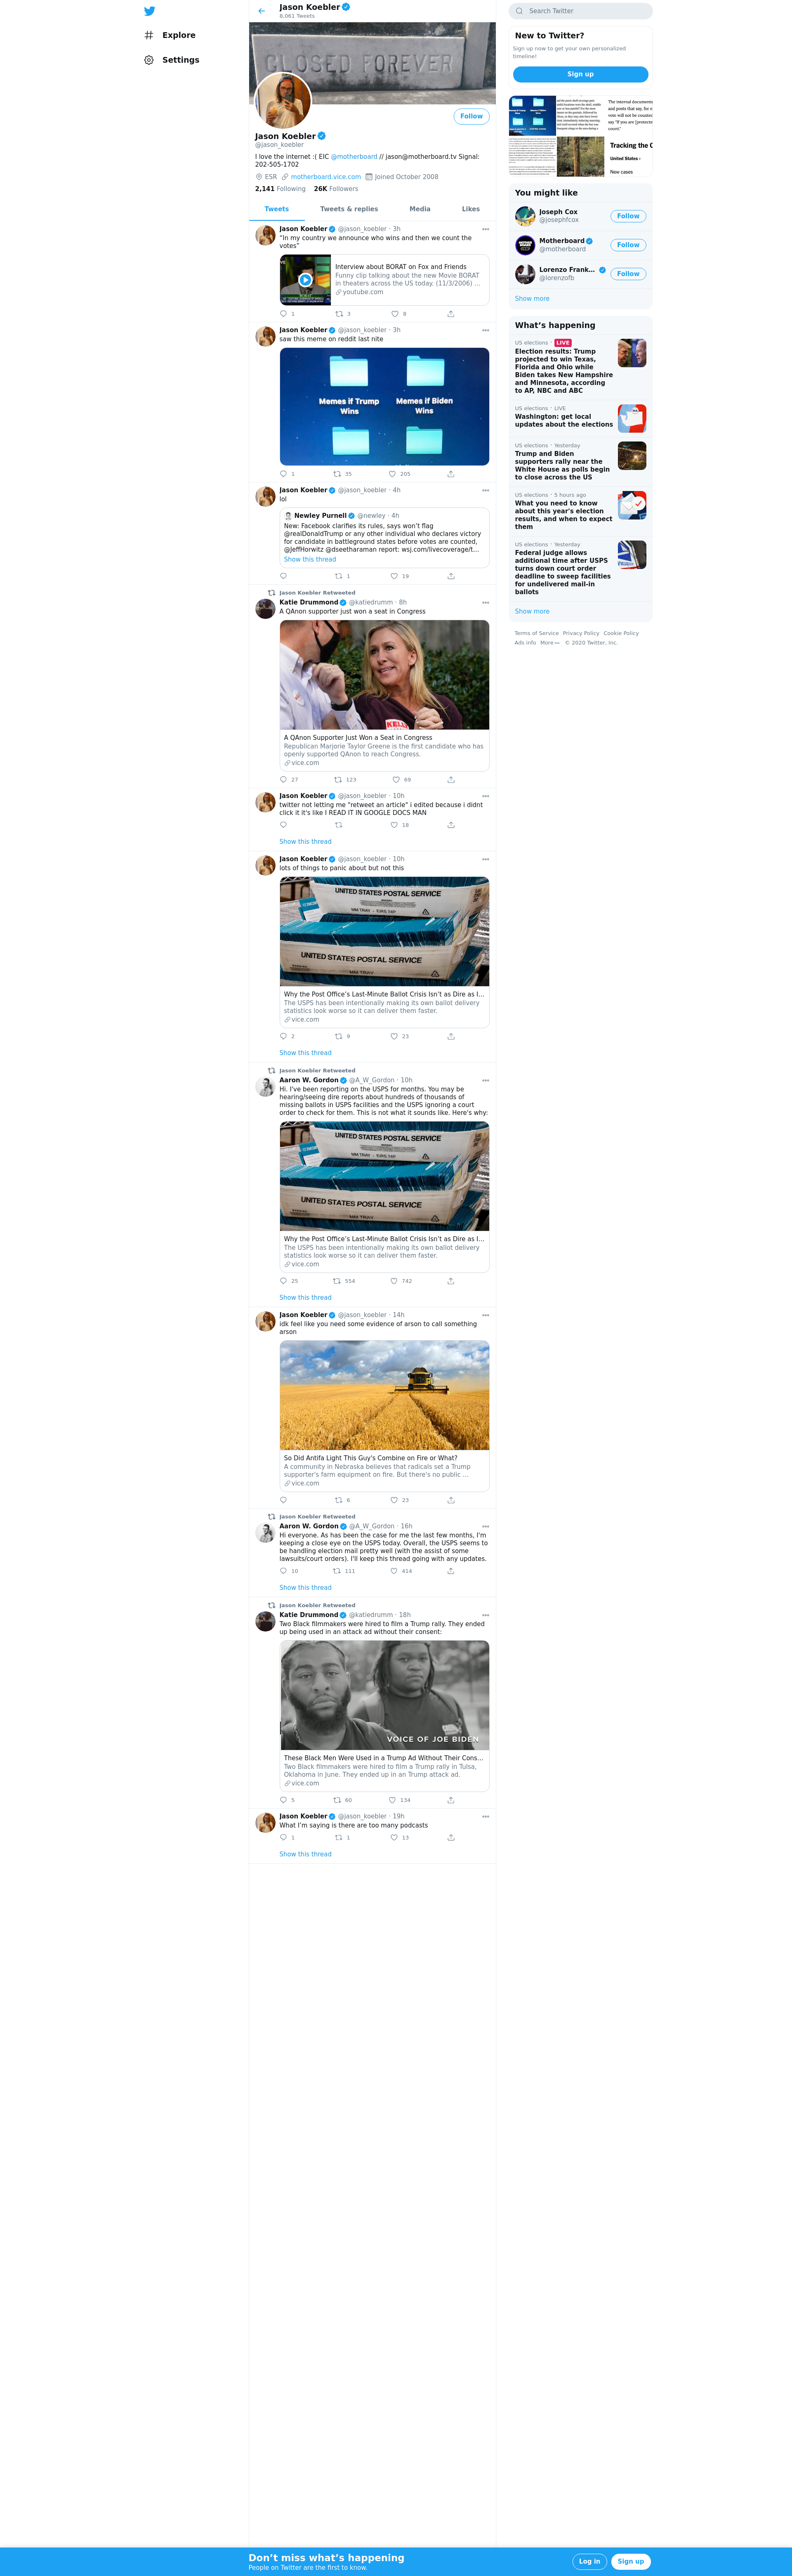 Explore
Settings
Jason Koebler
8,061 Tweets
CLOSED FOREVER
Follow
Jason Koebler
@jason_koebler
I love the internet :( EIC @motherboard // jason@motherboard.tv Signal:
202-505-1702
ESR motherboard.vice.com Joined October 2008
2,141 Following 26K Followers
Tweets Tweets & replies Media Likes
Jason Koebler @jason_koebler · 3h
"In my country we announce who wins and then we count the
votes"
Interview about BORAT on Fox and Friends
Funny clip talking about the new Movie BORAT
in theaters across the US today. (11/3/2006) ...
youtube.com
1 3 8
Jason Koebler @jason_koebler · 3h
saw this meme on reddit last nite
Memes if Trump
Wins
Memes if Biden
Wins
1 35 205
Jason Koebler @jason_koebler · 4h
lol
Newley Purnell @newley · 4h
New: Facebook clarifies its rules, says won't flag
@realDonaldTrump or any other individual who declares victory
for candidate in battleground states before votes are counted,
@JeffHorwitz @dseetharaman report: wsj.com/livecoverage/t...
Show this thread
1 19
Jason Koebler Retweeted
Katie Drummond @katiedrumm · 8h
A QAnon supporter just won a seat in Congress
A QAnon Supporter Just Won a Seat in Congress
Republican Marjorie Taylor Greene is the first candidate who has
openly supported QAnon to reach Congress.
vice.com
27 123 69
Jason Koebler @jason_koebler · 10h
twitter not letting me "retweet an article" i edited because i didnt
click it it's like I READ IT IN GOOGLE DOCS MAN
18
Show this thread
Jason Koebler @jason_koebler · 10h
lots of things to panic about but not this
UNITED STATES POSTAL SERVICE
MM TRAY - EIRS 74P
UNITED STATES POSTAL SERVICE
Why the Post Office's Last-Minute Ballot Crisis Isn't as Dire as I...
The USPS has been intentionally making its own ballot delivery
statistics look worse so it can deliver them faster.
vice.com
2 9 23
Show this thread
Jason Koebler Retweeted
Aaron W. Gordon @A_W_Gordon · 10h
Hi. I've been reporting on the USPS for months. You may be
hearing/seeing dire reports about hundreds of thousands of
missing ballots in USPS facilities and the USPS ignoring a court
order to check for them. This is not what it sounds like. Here's why:
UNITED STATES POSTAL SERVICE
MM TRAY - EIRS 74P
UNITED STATES POSTAL SERVICE
Why the Post Office's Last-Minute Ballot Crisis Isn't as Dire as I...
The USPS has been intentionally making its own ballot delivery
statistics look worse so it can deliver them faster.
vice.com
25 554 742
Show this thread
Jason Koebler @jason_koebler · 14h
idk feel like you need some evidence of arson to call something
arson
So Did Antifa Light This Guy's Combine on Fire or What?
A community in Nebraska believes that radicals set a Trump
supporter's farm equipment on fire. But there's no public ...
vice.com
6 23
Jason Koebler Retweeted
Aaron W. Gordon @A_W_Gordon · 16h
Hi everyone. As has been the case for me the last few months, I'm
keeping a close eye on the USPS today. Overall, the USPS seems to
be handling election mail pretty well (with the assist of some
lawsuits/court orders). I'll keep this thread going with any updates.
10 111 414
Show this thread
Jason Koebler Retweeted
Katie Drummond @katiedrumm · 18h
Two Black filmmakers were hired to film a Trump rally. They ended
up being used in an attack ad without their consent:
VOICE OF JOE BIDEN
These Black Men Were Used in a Trump Ad Without Their Cons...
Two Black filmmakers were hired to film a Trump rally in Tulsa,
Oklahoma in June. They ended up in an Trump attack ad.
vice.com
5 60 134
Jason Koebler @jason_koebler · 19h
What I'm saying is there are too many podcasts
1 1 13
Show this thread
Search Twitter
New to Twitter?
Sign up now to get your own personalized
timeline!
Sign up
The internal documents
and posts that say, for e
vote will not be counted
say "If you are [protecte
count"
Tracking the C
United States ›
New cases
You might like
Joseph Cox
@josephfcox
Follow
Motherboard
@motherboard
Follow
Lorenzo Frank...
@lorenzofb
Follow
Show more
What's happening
US elections · LIVE
Election results: Trump
projected to win Texas,
Florida and Ohio while
Biden takes New Hampshire
and Minnesota, according
to AP, NBC and ABC
US elections · LIVE
Washington: get local
updates about the elections
US elections · Yesterday
Trump and Biden
supporters rally near the
White House as polls begin
to close across the US
US elections · 5 hours ago
What you need to know
about this year's election
results, and when to expect
them
US elections · Yesterday
Federal judge allows
additional time after USPS
turns down court order
deadline to sweep facilities
for undelivered mail-in
ballots
Show more
Terms of Service Privacy Policy Cookie Policy
Ads info More © 2020 Twitter, Inc.
Don't miss what's happening
People on Twitter are the first to know.
Log in Sign up